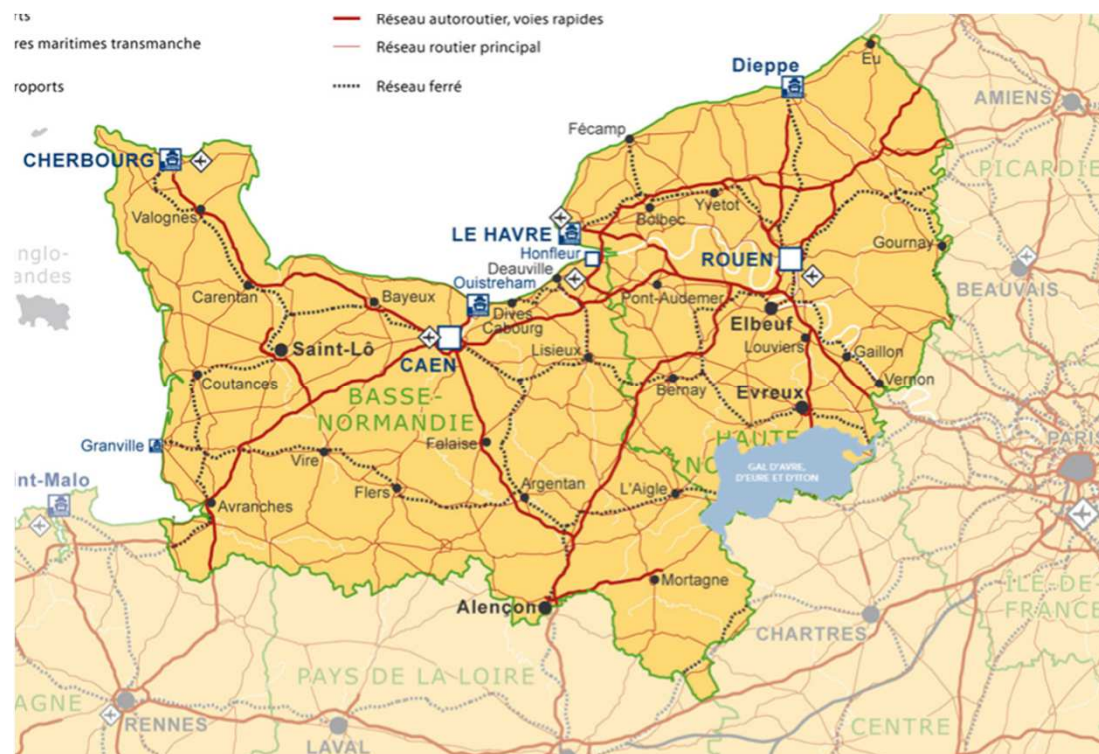 Réseau autoroutier, voies rapides
res maritimes transmanche
Réseau routier principal
roports
Réseau ferré
Dieppe
Eu
AMIENS
Fécamp
CHERBOURG
PICARDIE
Valognes
Bolbec
Yvetot
LE HAVRE
Honfleur
ROUEN
Gournay
nglo-
andes
Deauville
Ouistreham
Carentan
Bayeux
Pont-Audemer
BEAUVAIS
Dives
Cabourg
Elbeuf
Saint-Lô
CAEN
Lisieux
Louviers
Gaillon
Coutances
Bernay
Vernon
BASSE-
NORMANDIE
Evreux
Granville
Falaise
HAUTE
PARIS
Vire
NO
GAL D'AVRE,
D'EURE ET D'ITON
int-Malo
Flers
Argentan
L'Aigle
Avranches
Mortagne
ÎLE-DE-
FRANCE
Alençon
CHARTRES
PAYS DE LA LOIRE
AGNE
RENNES
LAVAL
CENTRE